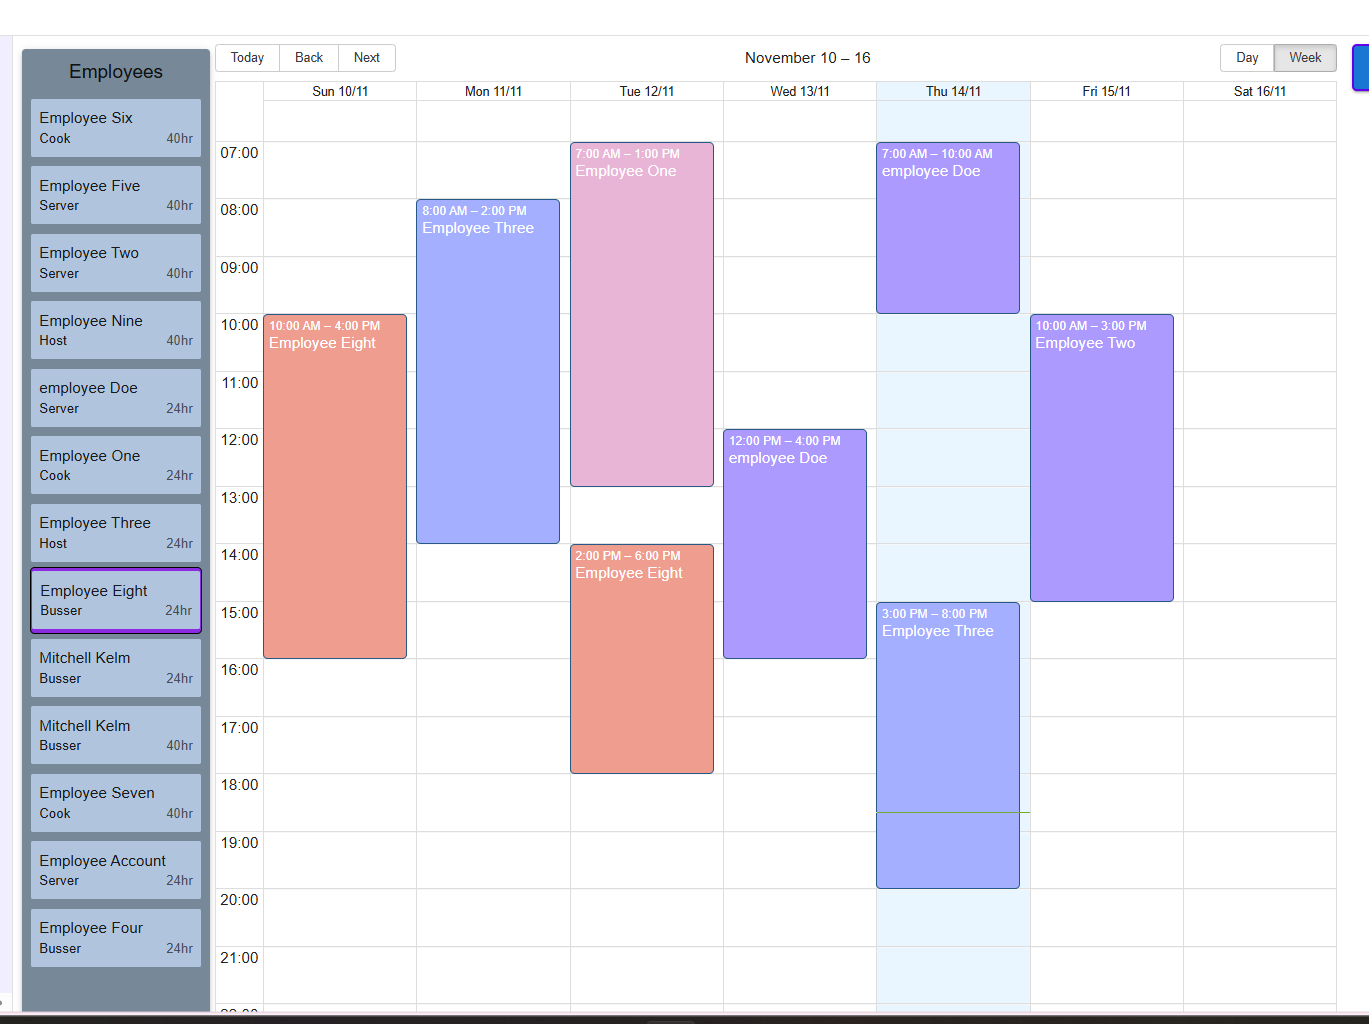 Employees
Employee Six
Cook 40hr
Employee Five
Server 40hr
Employee Two
Server 40hr
Employee Nine
Host 40hr
employee Doe
Server 24hr
Employee One
Cook 24hr
Employee Three
Host 24hr
Employee Eight
Busser 24hr
Mitchell Kelm
Busser 24hr
Mitchell Kelm
Busser 40hr
Employee Seven
Cook 40hr
Employee Account
Server 24hr
Employee Four
Busser 24hr
Today Back Next
November 10 – 16
Day Week
Sun 10/11 Mon 11/11 Tue 12/11 Wed 13/11 Thu 14/11 Fri 15/11 Sat 16/11
07:00
08:00
09:00
10:00
11:00
12:00
13:00
14:00
15:00
16:00
17:00
18:00
19:00
20:00
21:00
10:00 AM – 4:00 PM
Employee Eight
8:00 AM – 2:00 PM
Employee Three
7:00 AM – 1:00 PM
Employee One
2:00 PM – 6:00 PM
Employee Eight
12:00 PM – 4:00 PM
employee Doe
7:00 AM – 10:00 AM
employee Doe
3:00 PM – 8:00 PM
Employee Three
10:00 AM – 3:00 PM
Employee Two